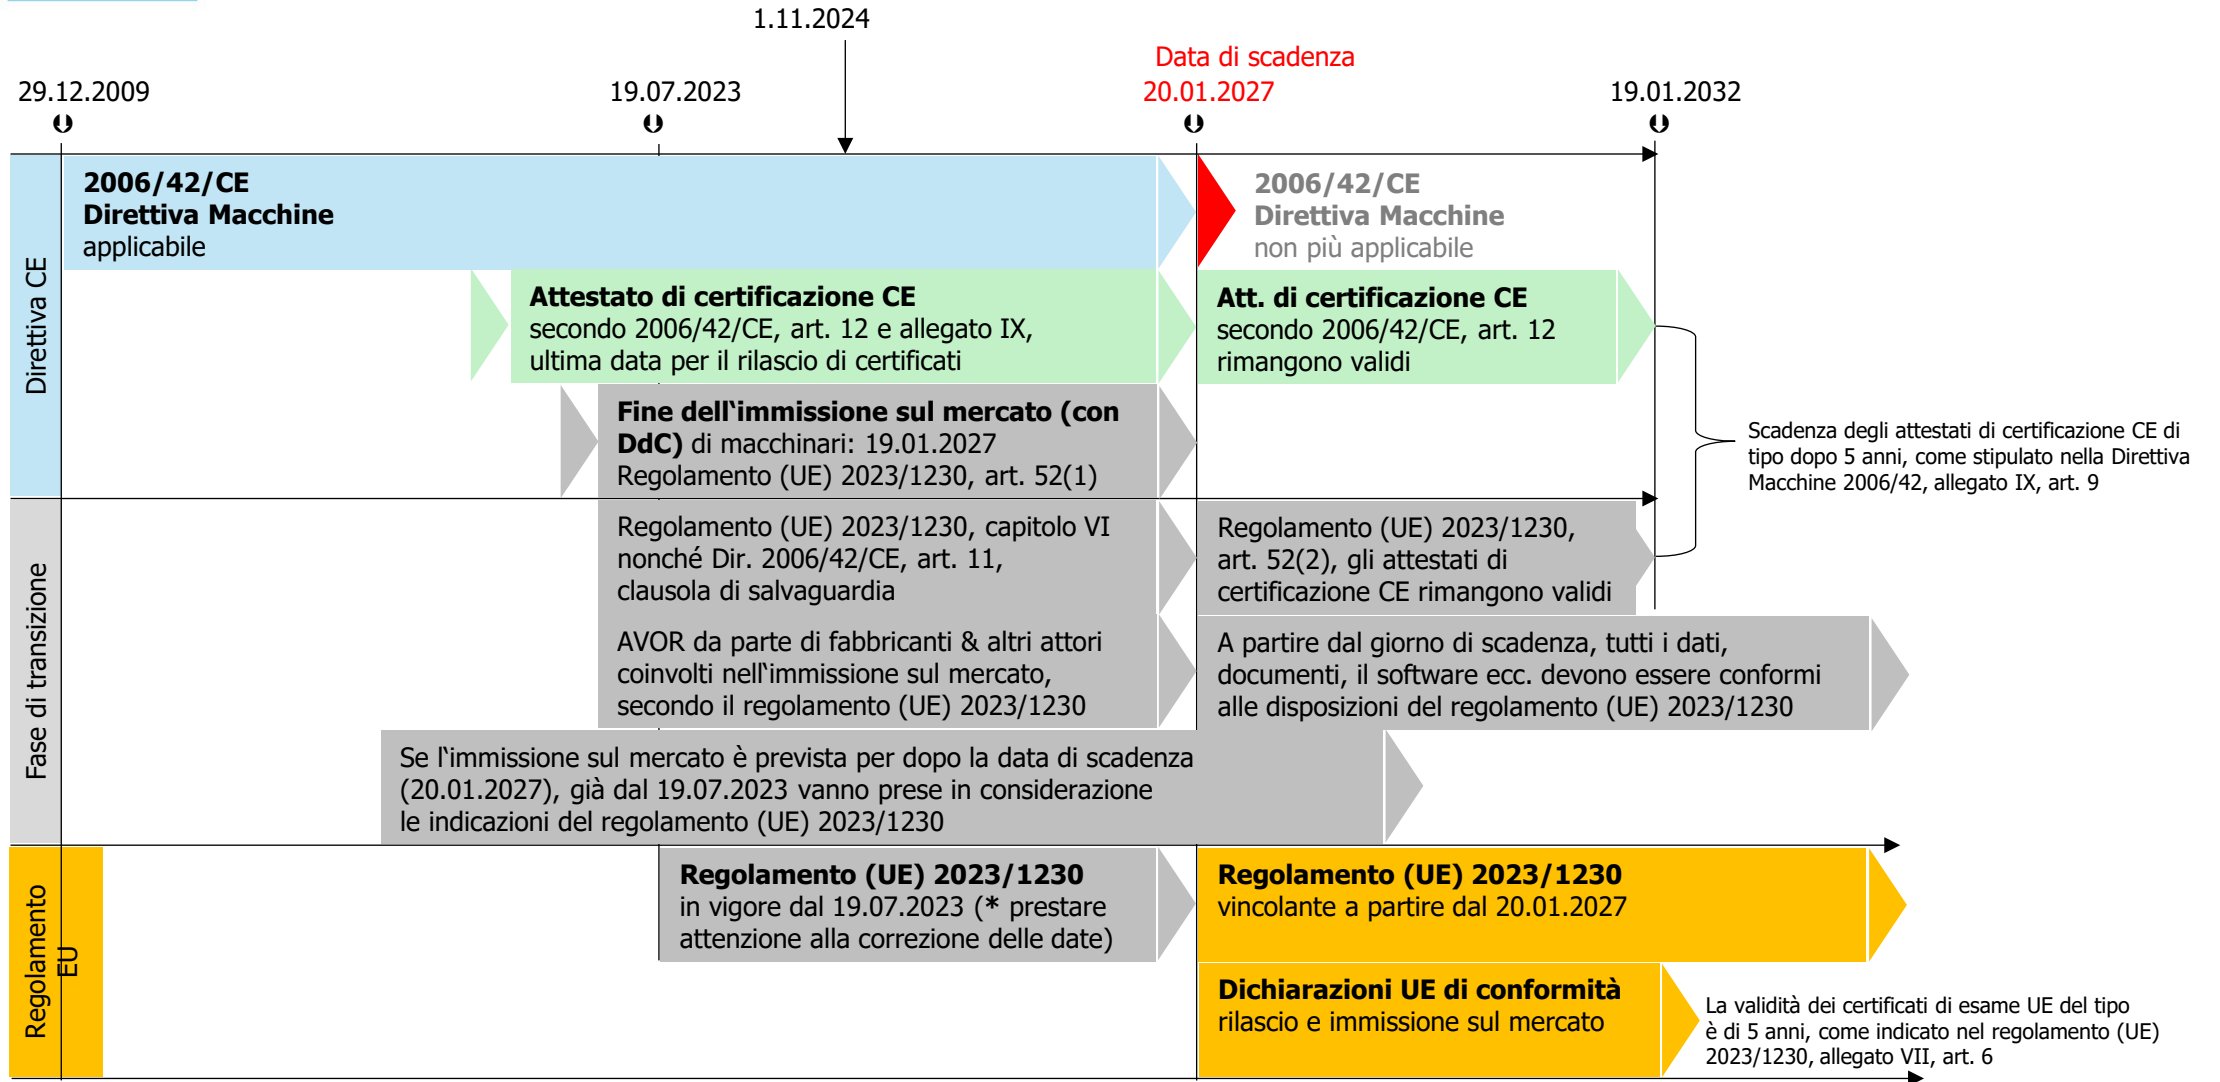 1.11.2024
Data di scadenza
29.12.2009
19.07.2023
20.01.2027
19.01.2032
Direttiva CE
2006/42/CE
Direttiva Macchine
applicabile
2006/42/CE
Direttiva Macchine
non più applicabile
Attestato di certificazione CE
secondo 2006/42/CE, art. 12 e allegato IX,
ultima data per il rilascio di certificati
Att. di certificazione CE
secondo 2006/42/CE, art. 12
rimangono validi
Fine dell‘immissione sul mercato (con
DdC) di macchinari: 19.01.2027
Regolamento (UE) 2023/1230, art. 52(1)
Scadenza degli attestati di certificazione CE di
tipo dopo 5 anni, come stipulato nella Direttiva
Macchine 2006/42, allegato IX, art. 9
Fase di transizione
Regolamento (UE) 2023/1230, capitolo VI
nonché Dir. 2006/42/CE, art. 11,
clausola di salvaguardia
Regolamento (UE) 2023/1230,
art. 52(2), gli attestati di
certificazione CE rimangono validi
AVOR da parte di fabbricanti & altri attori
coinvolti nell‘immissione sul mercato,
secondo il regolamento (UE) 2023/1230
A partire dal giorno di scadenza, tutti i dati,
documenti, il software ecc. devono essere conformi
alle disposizioni del regolamento (UE) 2023/1230
Se l‘immissione sul mercato è prevista per dopo la data di scadenza
(20.01.2027), già dal 19.07.2023 vanno prese in considerazione
le indicazioni del regolamento (UE) 2023/1230
Regolamento
EU
Regolamento (UE) 2023/1230
in vigore dal 19.07.2023 (* prestare
attenzione alla correzione delle date)
Regolamento (UE) 2023/1230
vincolante a partire dal 20.01.2027
Dichiarazioni UE di conformità
rilascio e immissione sul mercato
La validità dei certificati di esame UE del tipo
è di 5 anni, come indicato nel regolamento (UE)
2023/1230, allegato VII, art. 6